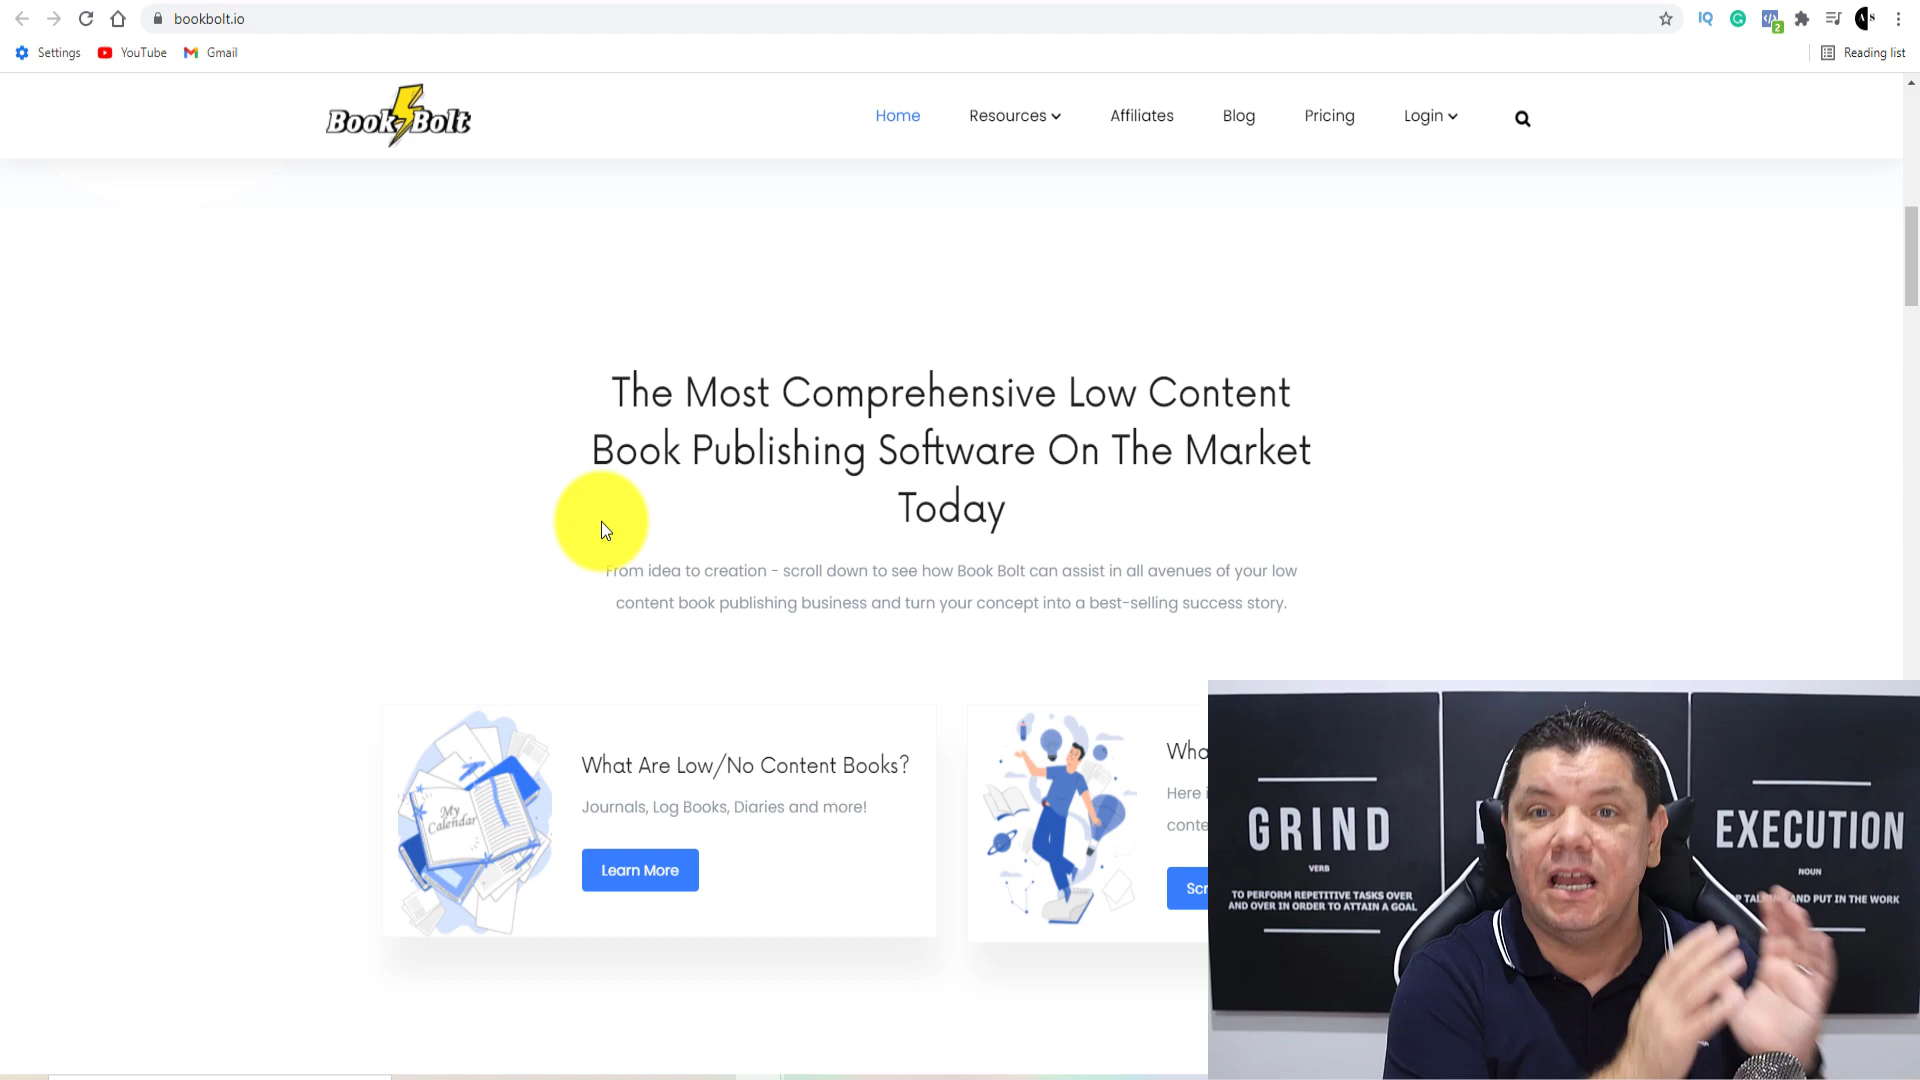 bookbolt.io
Settings YouTube Gmail
Reading list
Book Bolt
Home Resources Affiliates Blog Pricing Login
The Most Comprehensive Low Content
Book Publishing Software On The Market
Today
From idea to creation - scroll down to see how Book Bolt can assist in all avenues of your low
content book publishing business and turn your concept into a best-selling success story.
My
Calendar
What Are Low/No Content Books?
Journals, Log Books, Diaries and more!
Learn More
Here
GRIND
VERB
TO PERFORM REPETITIVE TASKS OVER
AND OVER IN ORDER TO ATTAIN A GOAL
EXECUTION
NOUN
AND PUT IN THE WORK
IQ
2